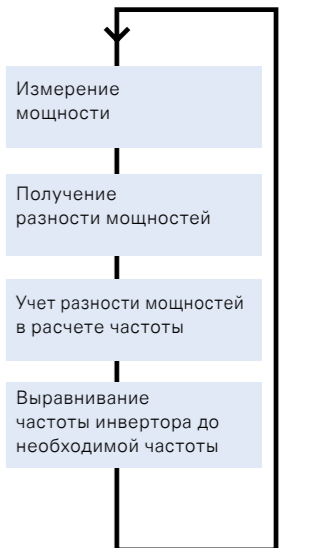 Измерение
мощности
Получение
разности мощностей
Учет разности мощностей
в расчете частоты
Выравнивание
частоты инвертора до
необходимой частоты